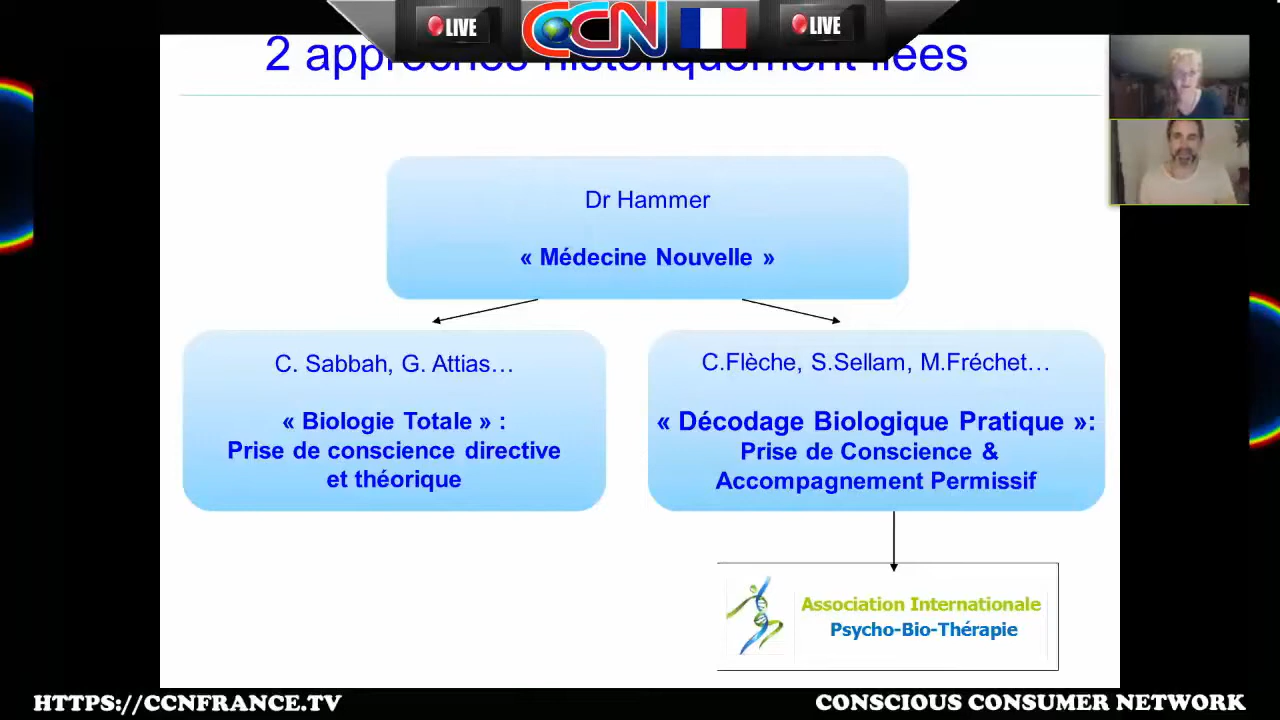 LIVE
CCN
LIVE
2 approches historiquement liées
Dr Hammer
« Médecine Nouvelle »
C. Sabbah, G. Attias…
« Biologie Totale » :
Prise de conscience directive
et théorique
C.Flèche, S.Sellam, M.Fréchet…
« Décodage Biologique Pratique »:
Prise de Conscience &
Accompagnement Permissif
Association Internationale
Psycho-Bio-Thérapie
HTTPS://CCNFRANCE.TV
CONSCIOUS CONSUMER NETWORK